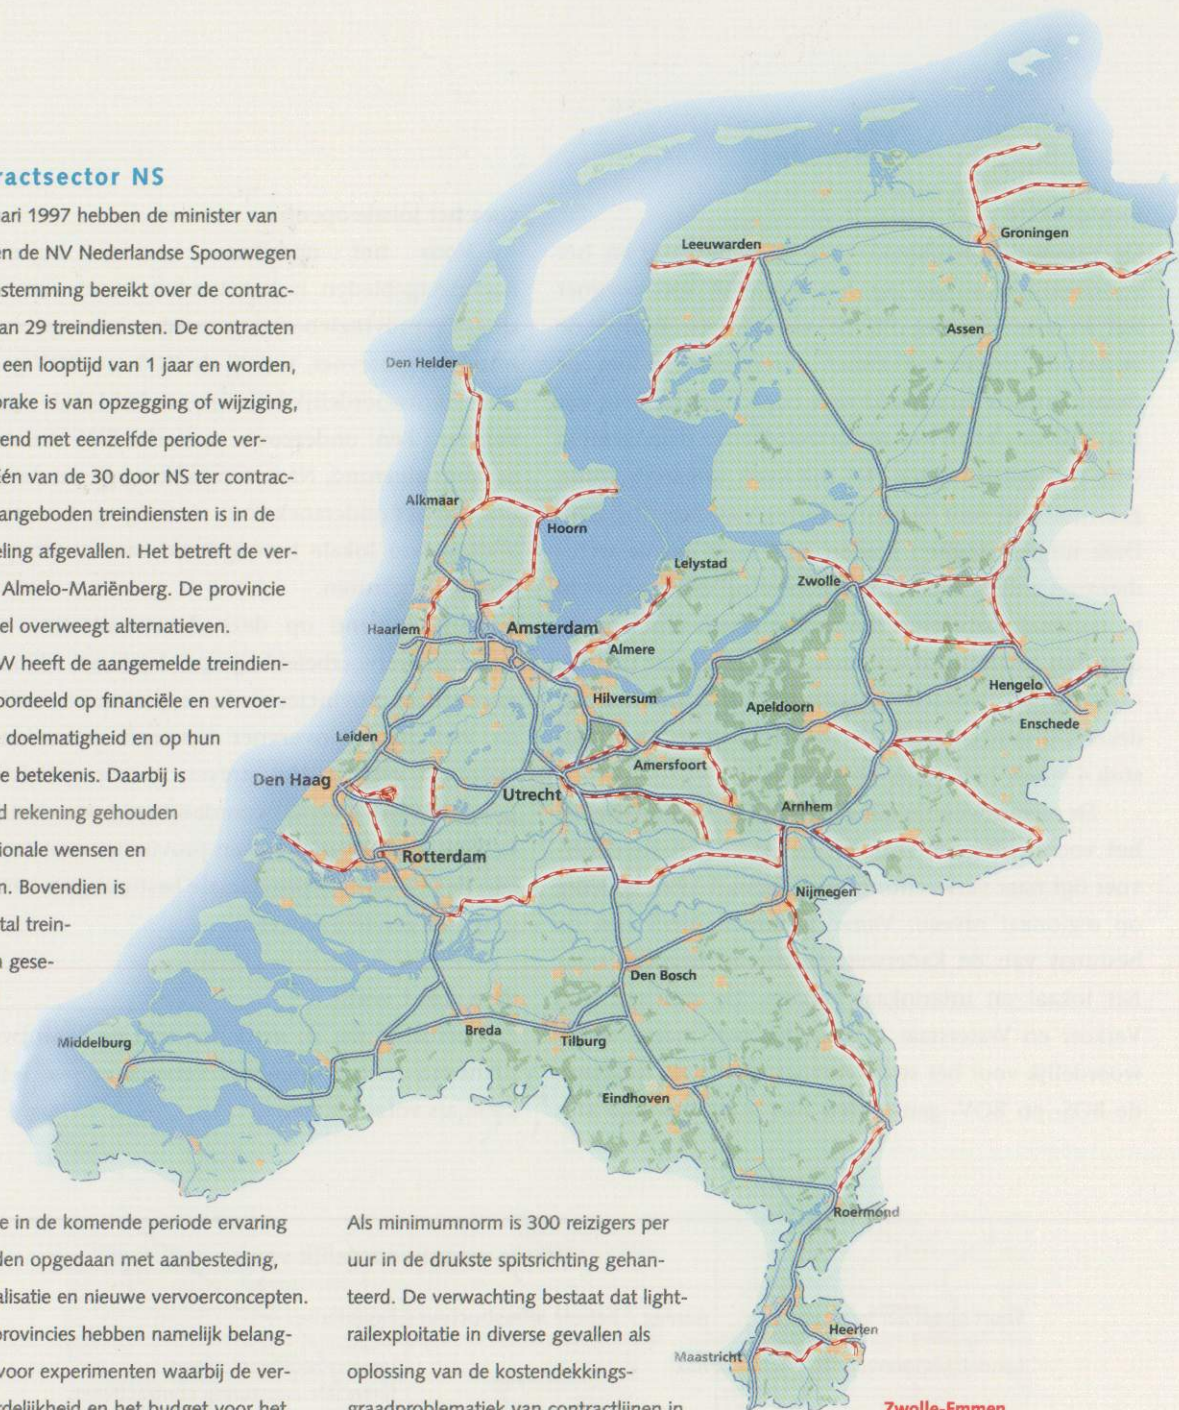 ractsector NS
ari 1997 hebben de minister van
en de NV Nederlandse Spoorwegen
stemming bereikt over de contrac-
an 29 treindiensten. De contracten
een looptijd van 1 jaar en worden,
prake is van opzegging of wijziging,
end met eenzelfde periode ver-
Eén van de 30 door NS ter contrac-
angeboden treindiensten is in de
eling afgevallen. Het betreft de ver-
Almelo-Mariënberg. De provincie
el overweegt alternatieven.
W heeft de aangemelde treindien-
oordeeld op financiële en vervoer-
doelmatigheid en op hun
e betekenis. Daarbij is
d rekening gehouden
ionale wensen en
n. Bovendien is
tal trein-
n gese-
e in de komende periode ervaring
den opgedaan met aanbesteding,
alisatie en nieuwe vervoerconcepten.
provincies hebben namelijk belang-
voor experimenten waarbij de ver-
rdelijkheid en het budget voor het
Als minimumnorm is 300 reizigers per
uur in de drukste spitsrichting gehan-
teerd. De verwachting bestaat dat light-
railexploitatie in diverse gevallen als
oplossing van de kostendekkings-
graadproblematiek van contractlijnen in
Groningen
Leeuwarden
Assen
Den Helder
Alkmaar
Hoorn
Lelystad
Zwolle
Haarlem
Amsterdam
Almere
Hilversum
Hengelo
Apeldoorn
Enschede
Leiden
Amersfoort
Den Haag
Utrecht
Arnhem
Rotterdam
Nijmegen
Den Bosch
Breda
Tilburg
Middelburg
Eindhoven
Roermond
Heerlen
Maastricht
Zwolle-Emmen